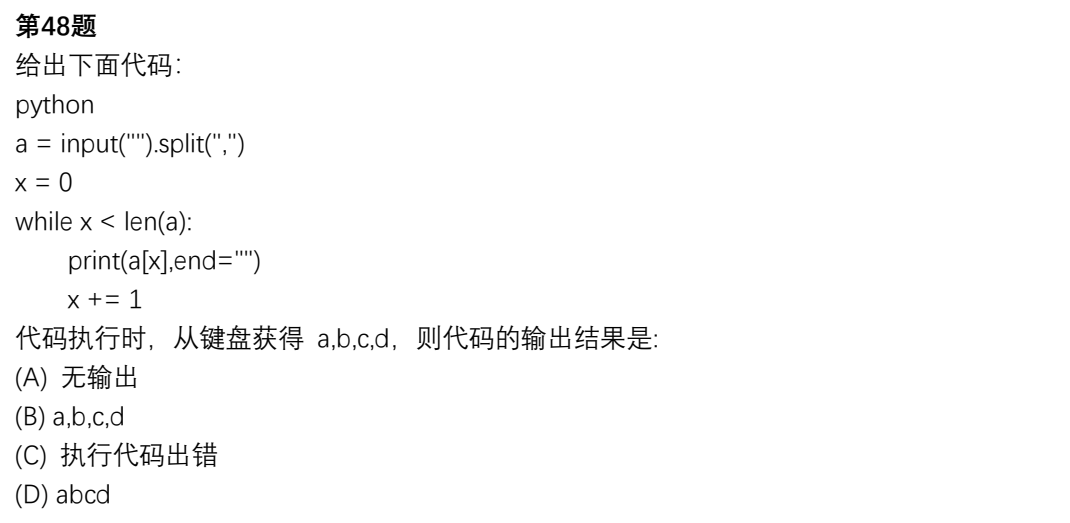 第48题
给出下面代码：
python
a = input("").split(",")
x = 0
while x < len(a):
    print(a[x],end="")
    x += 1
代码执行时，从键盘获得 a,b,c,d，则代码的输出结果是:
(A) 无输出
(B) a,b,c,d
(C) 执行代码出错
(D) abcd